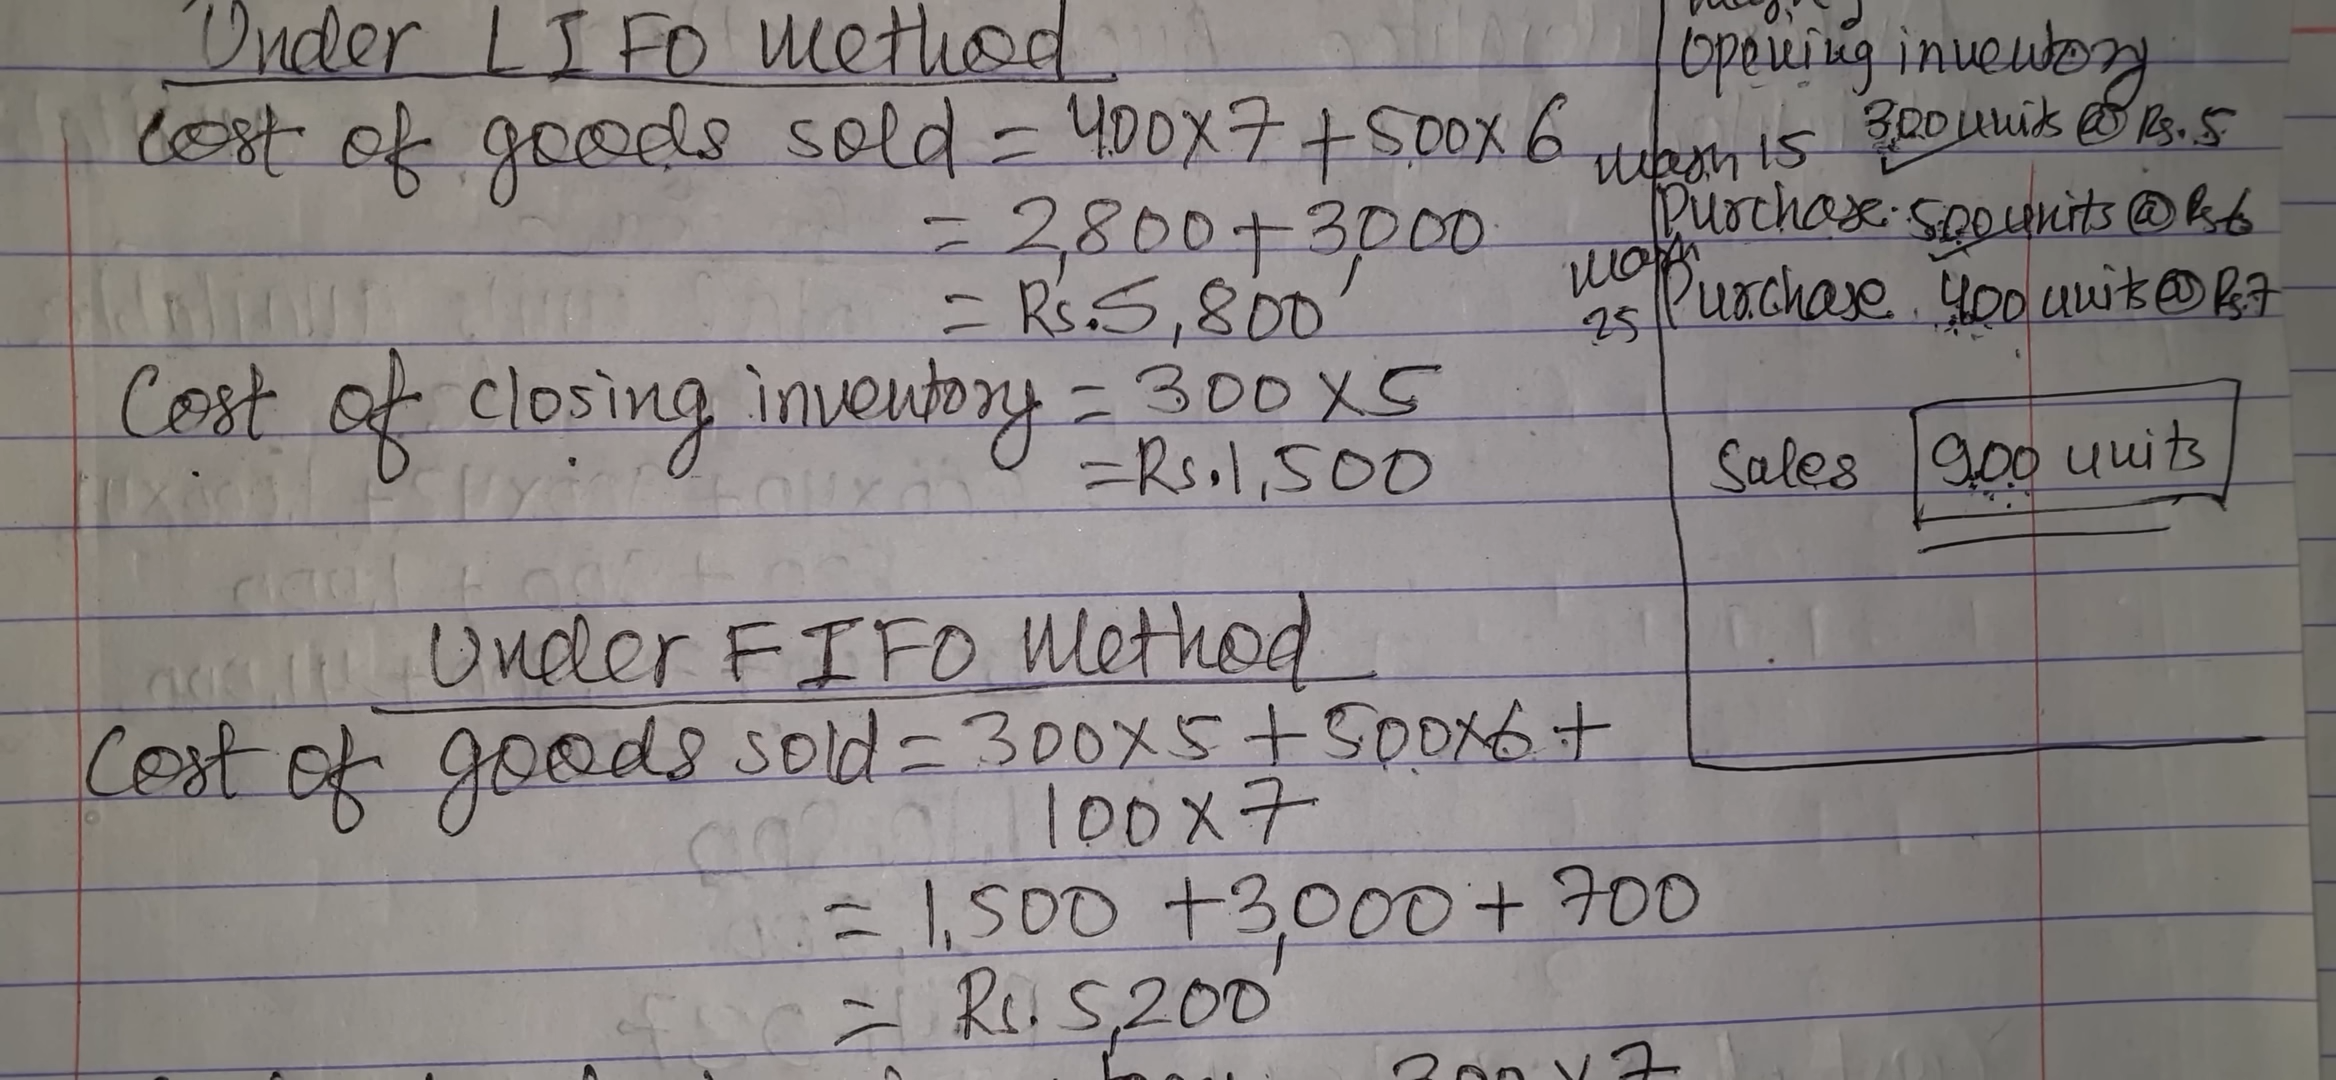 Under LIFO Method
Cost of goods sold = 400×7 + 500×6
= 2,800 + 3,000
= Rs. 5,800
Cost of closing inventory = 300×5
= Rs. 1,500
Under FIFO Method
Cost of goods sold = 300×5 + 500×6 +
100×7
= 1,500 + 3,000 + 700
= Rs. 5,200
300×7
Opening inventory
300 units @ Rs. 5
March 15
Purchase. 500 units @ Rs 6
March
25
Purchase. 400 units @ Rs. 7
Sales 900 units